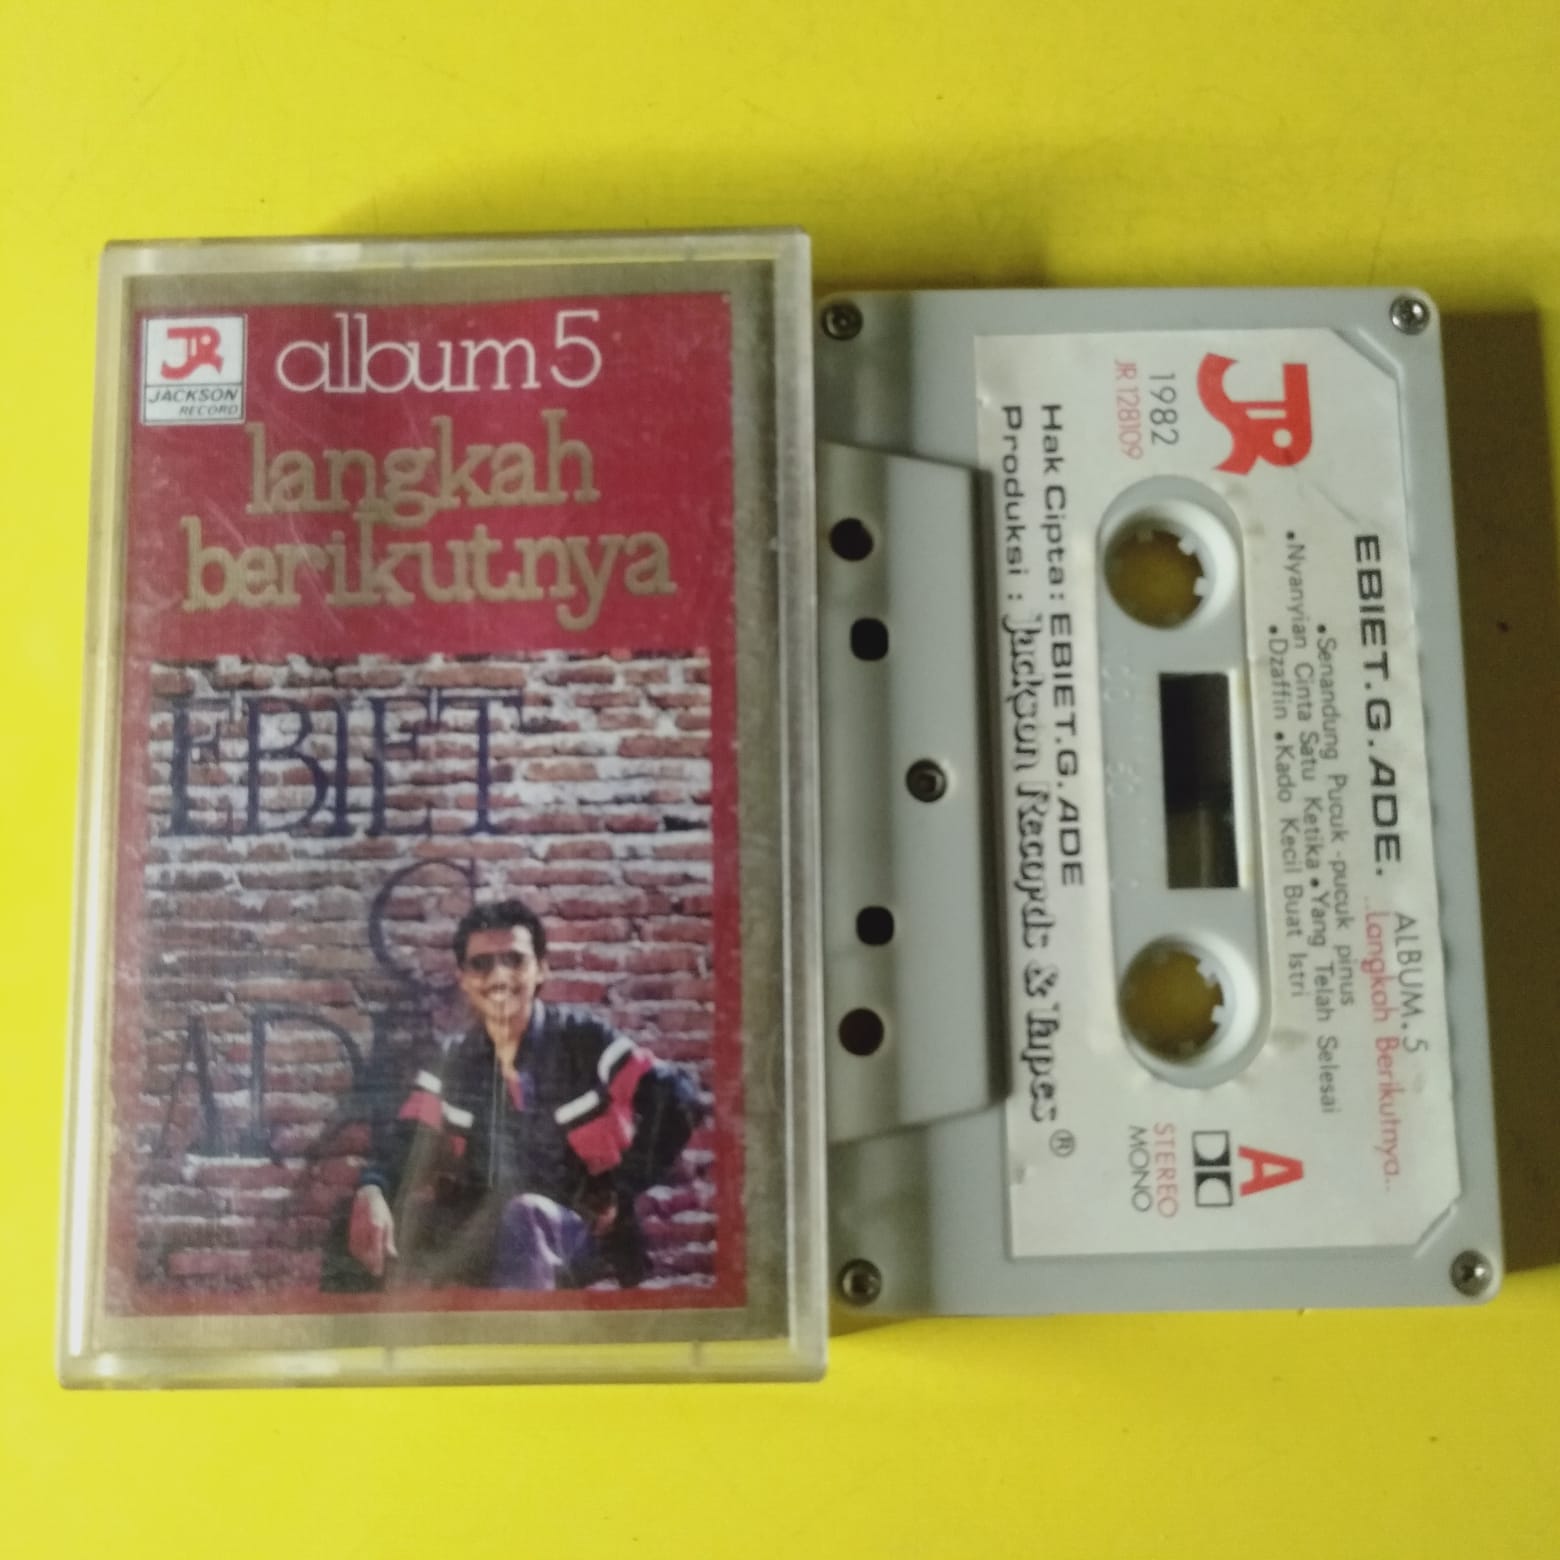 JR
JACKSON
RECORD
album 5
langkah
berikutnya
EBIET
G
ADE
EBIET.G.ADE. ALBUM.5
..Langkah Berikutnya..
•Senandung Pucuk-pucuk pinus
•Nyanyian Cinta Satu Ketika •Yang Telah Selesai
•Dzaffin •Kado Kecil Buat Istri
JR
1982
JR 128109
A
STEREO
MONO
Hak Cipta: EBIET.G.ADE
Produksi : Jackson Records & Tapes ®